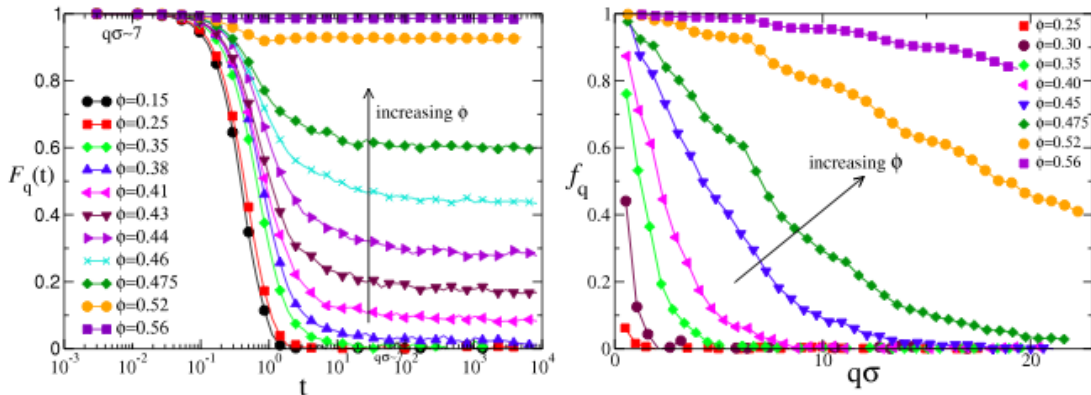 1
0.8
0.6
0.4
0.2
0
F_q(t)
qσ~7
ϕ=0.15
ϕ=0.25
ϕ=0.35
ϕ=0.38
ϕ=0.41
ϕ=0.43
ϕ=0.44
ϕ=0.46
ϕ=0.475
ϕ=0.52
ϕ=0.56
increasing ϕ
10^-3 10^-2 10^-1 10^0 10^1 10^2 10^3 10^4
t
1
0.8
0.6
0.4
0.2
0
f_q
ϕ=0.25
ϕ=0.30
ϕ=0.35
ϕ=0.40
ϕ=0.45
ϕ=0.475
ϕ=0.52
ϕ=0.56
increasing ϕ
0 10 20
qσ